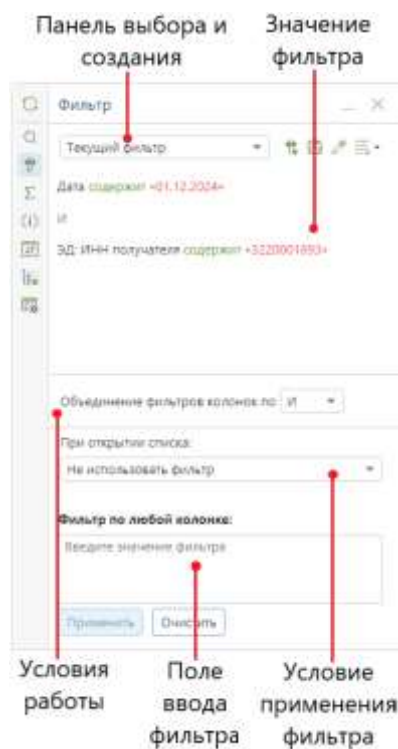 Панель выбора и создания
Значение фильтра
Фильтр
Текущий фильтр
Дата содержит «01.12.2024»
И
ЭД: ИНН получателя содержит «3220001893»
Объединение фильтров колонок по: И
При открытии списка:
Не использовать фильтр
Фильтр по любой колонке:
Введите значение фильтра
Применить Очистить
Условия работы
Поле ввода фильтра
Условие применения фильтра